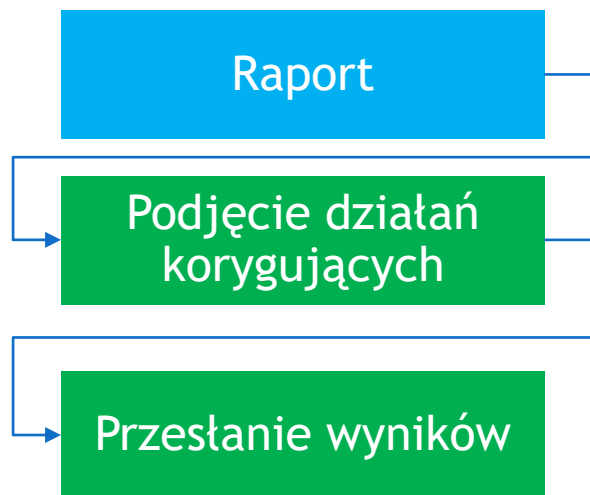 Raport
Podjęcie działań
korygujących
Przesłanie wyników